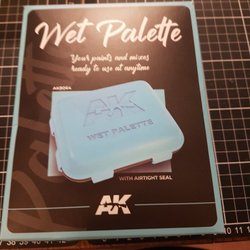 Wet Palette
Your paints and mixes
ready to use at anytime
AK8064
AK
WET PALETTE
WITH AIRTIGHT SEAL
AK